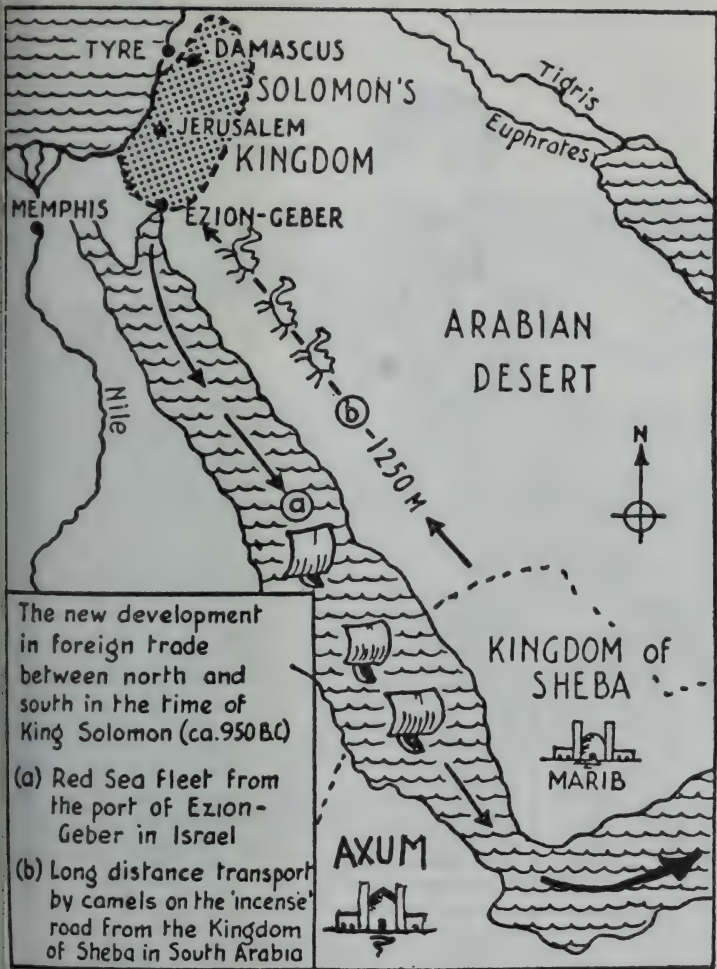 TYRE
DAMASCUS
SOLOMON'S
JERUSALEM
KINGDOM
MEMPHIS
EZION-GEBER
Tigris
Euphrates
ARABIAN
DESERT
Nile
b
-1250 M
N
a
KINGDOM of
SHEBA
MARIB
AXUM
The new development
in foreign trade
between north and
south in the time of
King Solomon (ca.950 B.C)
(a) Red Sea fleet from
the port of Ezion-
Geber in Israel
(b) Long distance transport
by camels on the 'incense'
road from the Kingdom
of Sheba in South Arabia